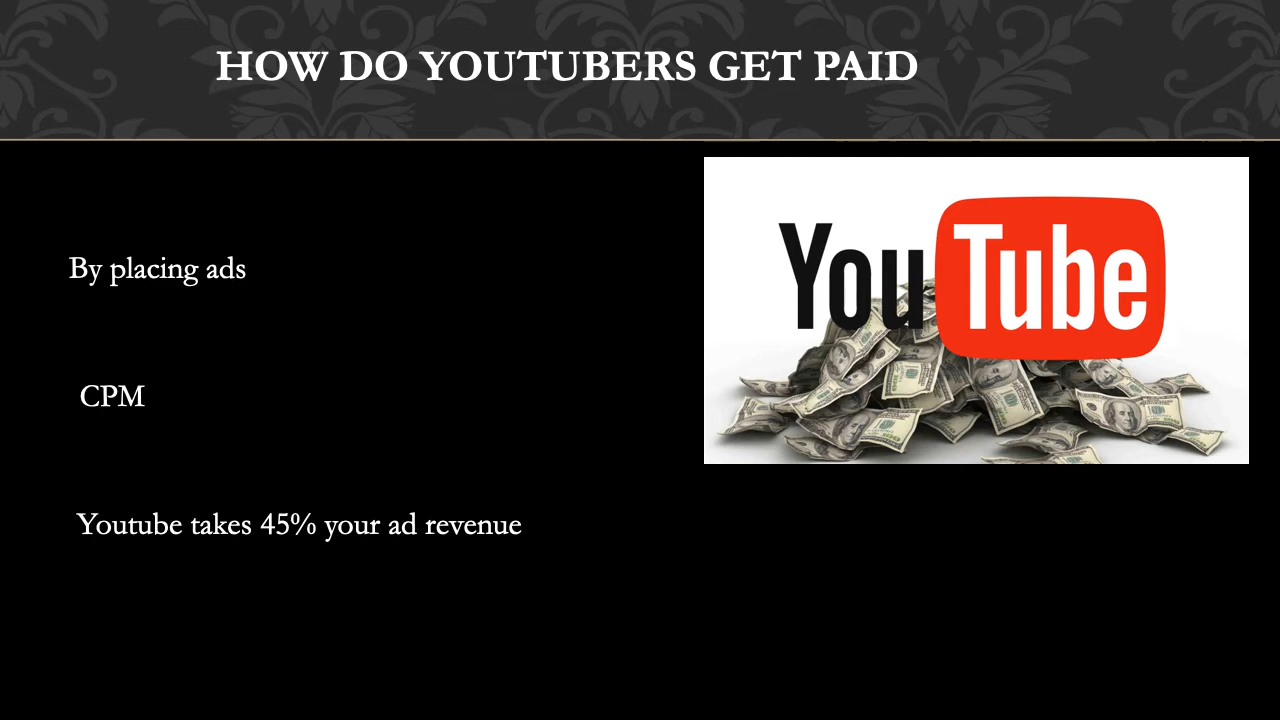 HOW DO YOUTUBERS GET PAID
By placing ads
CPM
Youtube takes 45% your ad revenue
YouTube